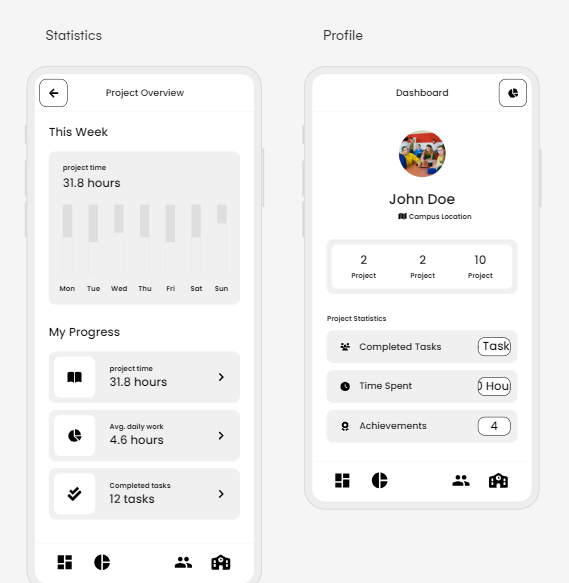 Statistics
Project Overview
This Week
project time
31.8 hours
Mon Tue Wed Thu Fri Sat Sun
My Progress
project time
31.8 hours
Avg. daily work
4.6 hours
Completed tasks
12 tasks
Profile
Dashboard
John Doe
Campus Location
2 2 10
Project Project Project
Project Statistics
Completed Tasks Task
Time Spent Hou
Achievements 4